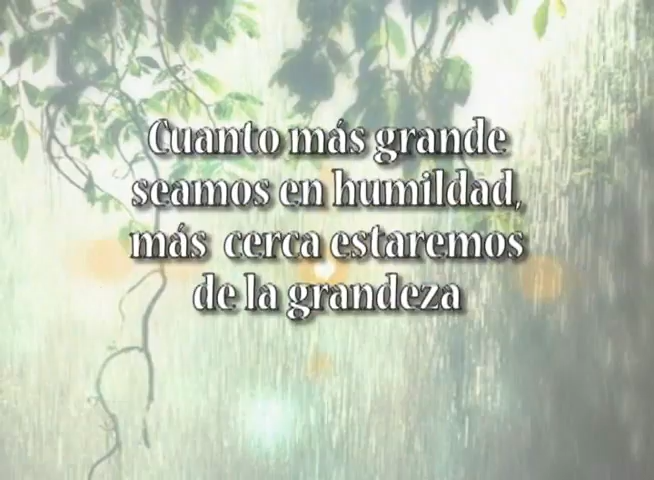 Cuanto más grande
seamos en humildad,
más cerca estaremos
de la grandeza